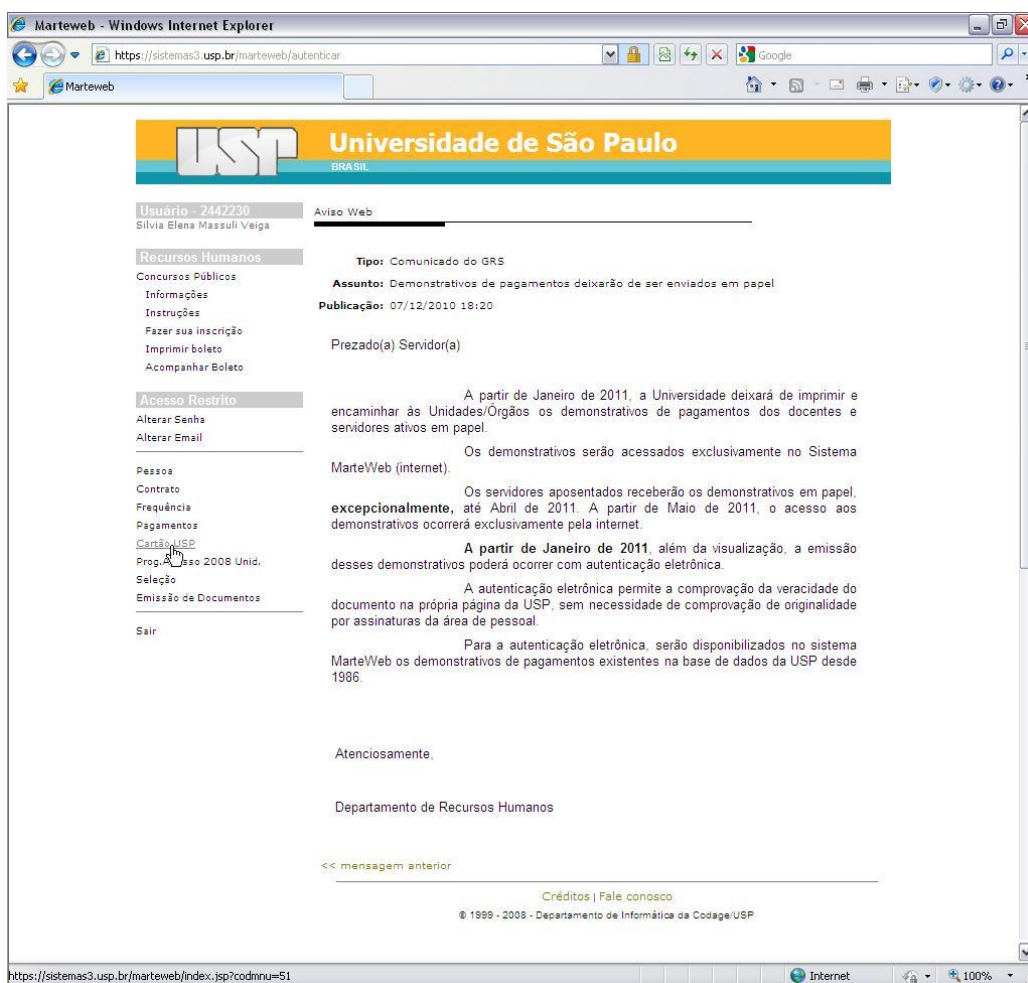 Marteweb - Windows Internet Explorer
https://sistemas3.usp.br/marteweb/autenticar
Google
Marteweb
USP
Universidade de São Paulo
BRASIL
Usuário - 2442230
Silvia Elena Massuli Veiga
Recursos Humanos
Concursos Públicos
Informações
Instruções
Fazer sua inscrição
Imprimir boleto
Acompanhar Boleto
Acesso Restrito
Alterar Senha
Alterar Email
Pessoa
Contrato
Frequência
Pagamentos
Cartão USP
Prog. 2008 Unid.
Seleção
Emissão de Documentos
Sair
Aviso Web
Tipo: Comunicado do GRS
Assunto: Demonstrativos de pagamentos deixarão de ser enviados em papel
Publicação: 07/12/2010 18:20
Prezado(a) Servidor(a)
A partir de Janeiro de 2011, a Universidade deixará de imprimir e
encaminhar às Unidades/Órgãos os demonstrativos de pagamentos dos docentes e
servidores ativos em papel.
Os demonstrativos serão acessados exclusivamente no Sistema
MarteWeb (internet).
Os servidores aposentados receberão os demonstrativos em papel,
excepcionalmente, até Abril de 2011. A partir de Maio de 2011, o acesso aos
demonstrativos ocorrerá exclusivamente pela internet.
A partir de Janeiro de 2011, além da visualização, a emissão
desses demonstrativos poderá ocorrer com autenticação eletrônica.
A autenticação eletrônica permite a comprovação da veracidade do
documento na própria página da USP, sem necessidade de comprovação de originalidade
por assinaturas da área de pessoal.
Para a autenticação eletrônica, serão disponibilizados no sistema
MarteWeb os demonstrativos de pagamentos existentes na base de dados da USP desde
1986.
Atenciosamente,
Departamento de Recursos Humanos
<< mensagem anterior
Créditos | Fale conosco
© 1999 - 2008 - Departamento de Informática da Codage/USP
https://sistemas3.usp.br/marteweb/index.jsp?codmnu=51
Internet
100%